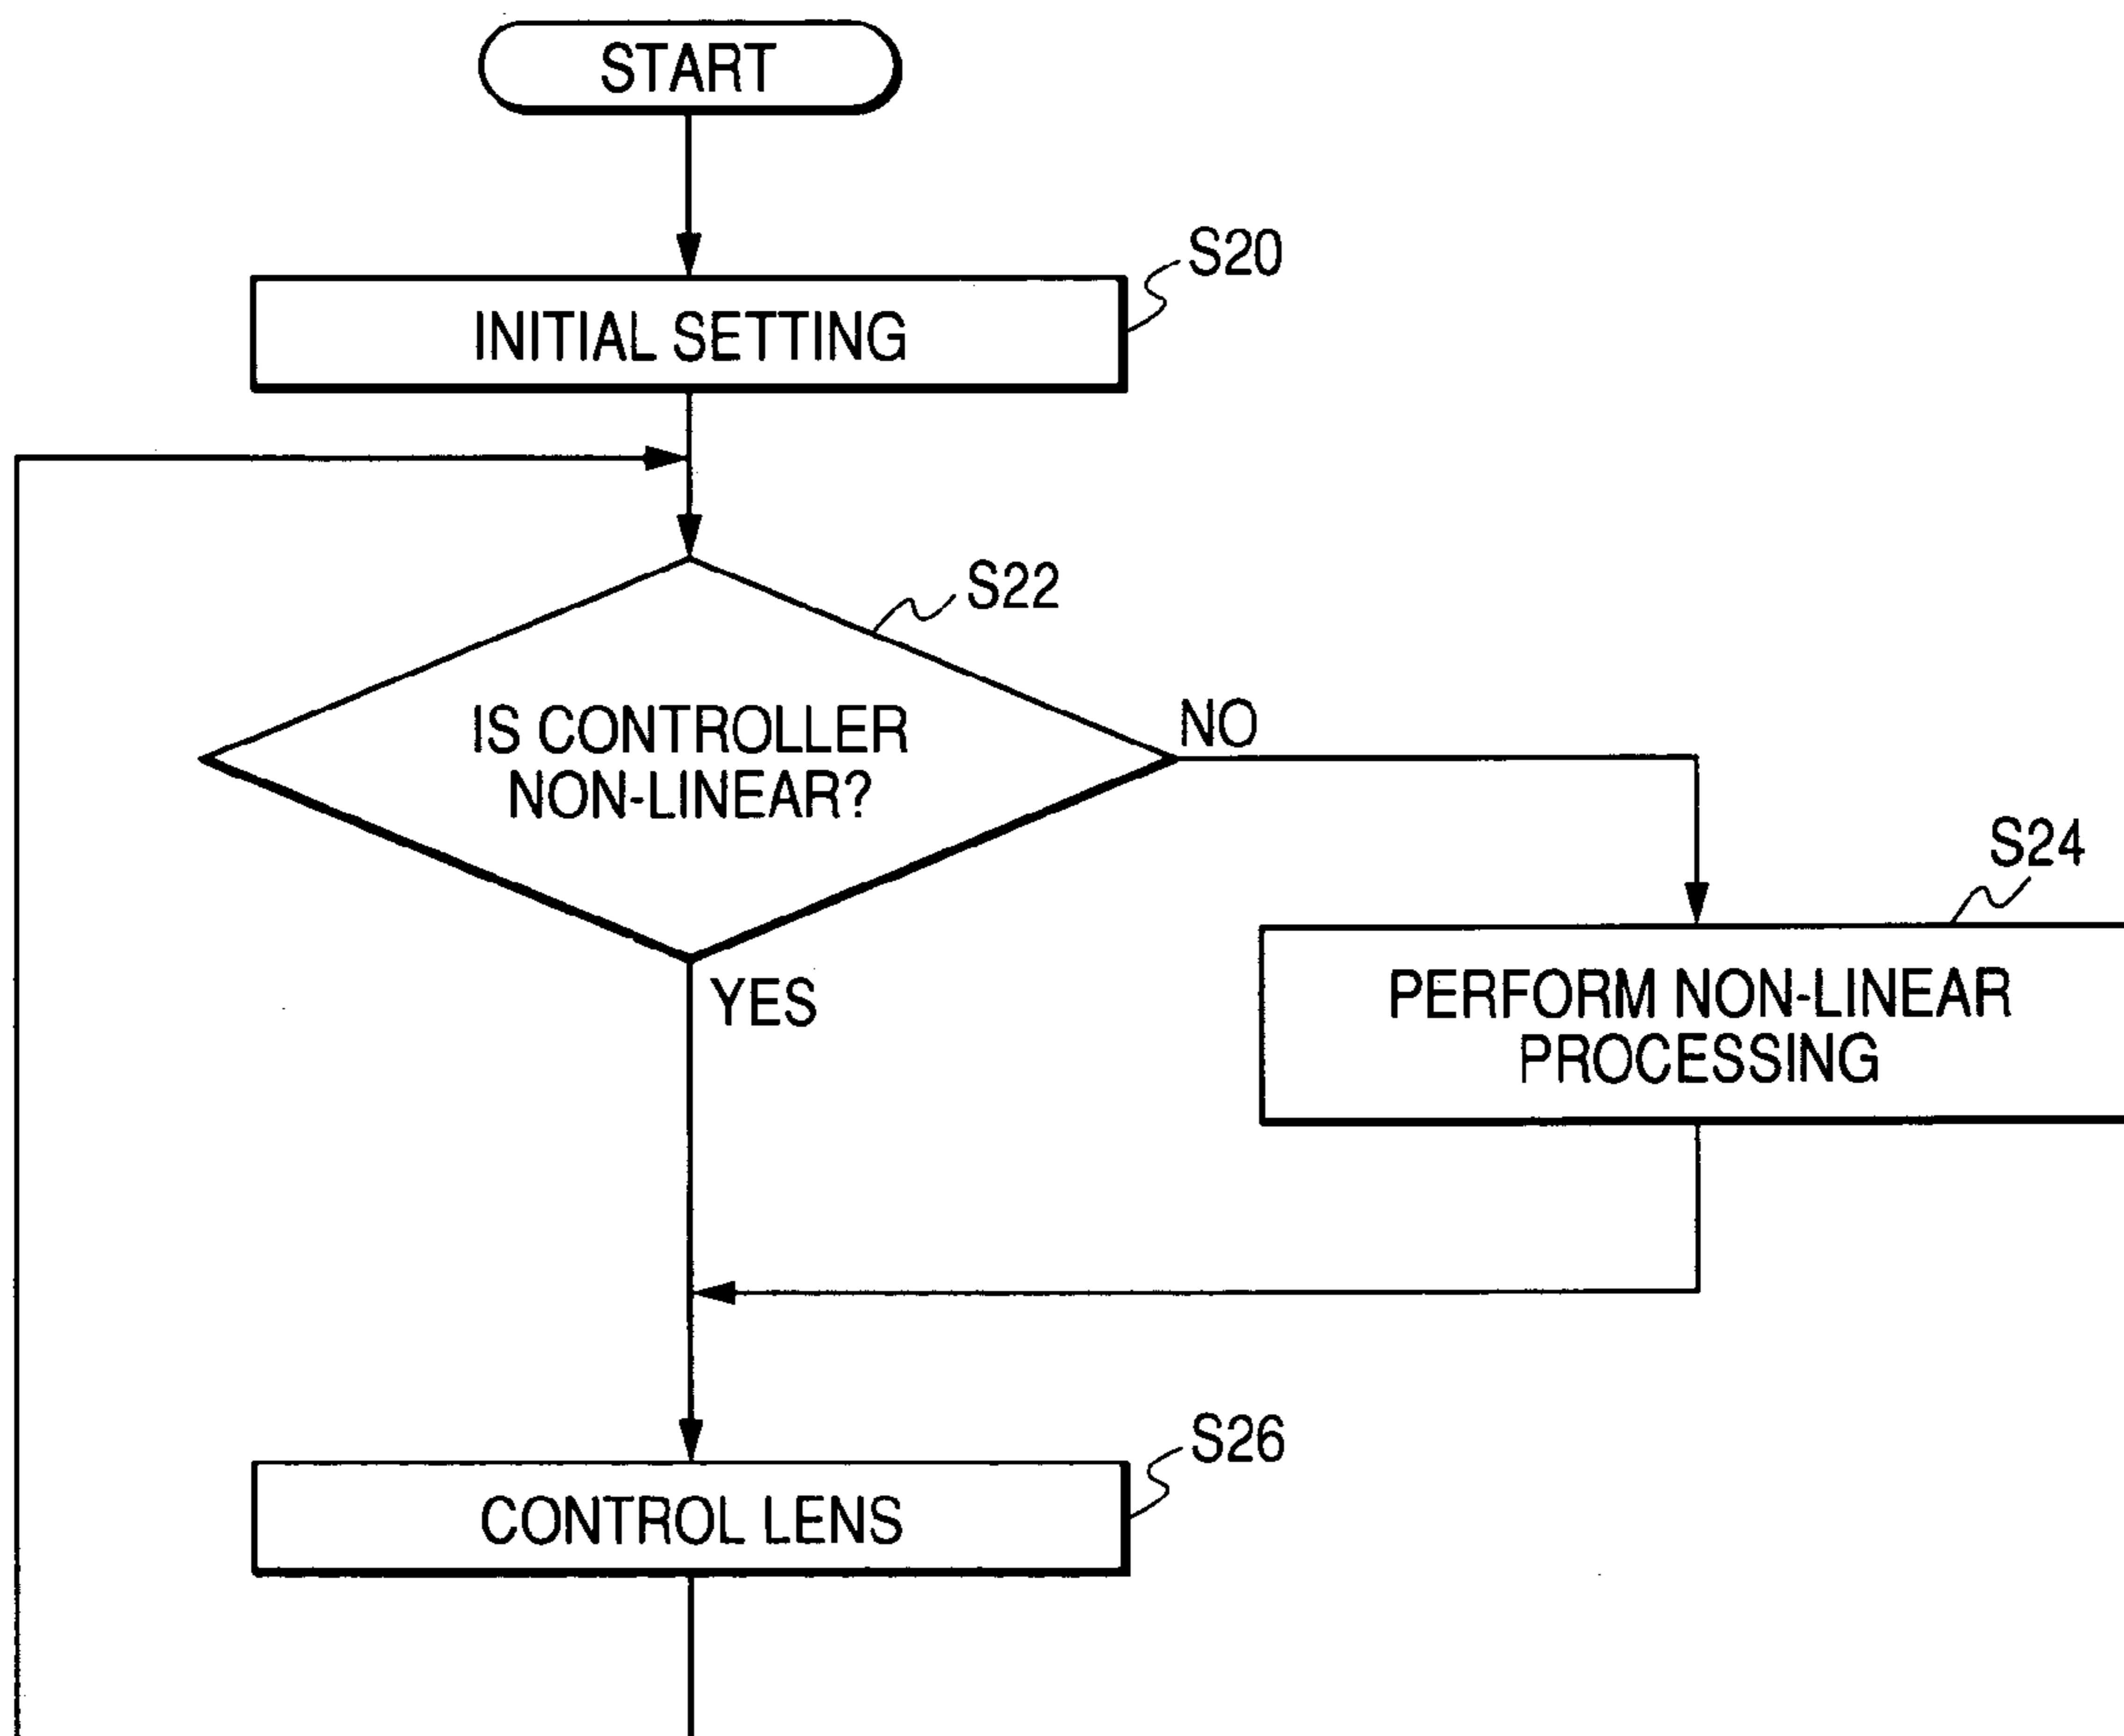 START
S20
INITIAL SETTING
S22
IS CONTROLLER
NON-LINEAR?
NO
S24
YES
PERFORM NON-LINEAR
PROCESSING
S26
CONTROL LENS